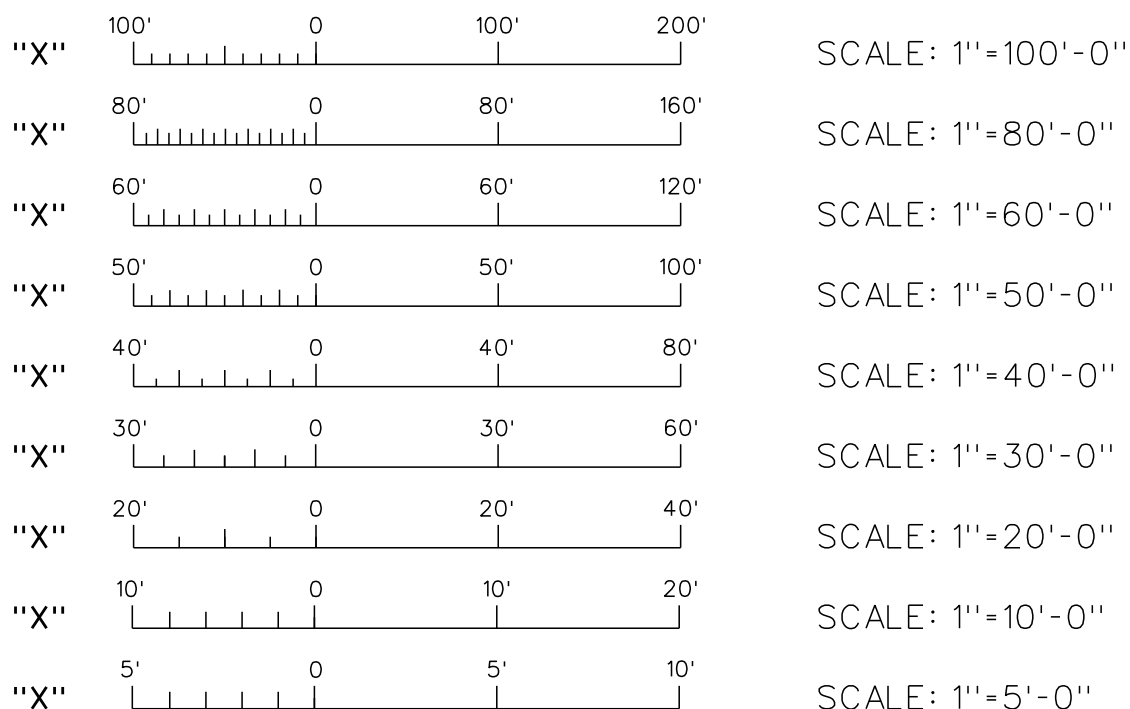 100' 0 100' 200'
"X" SCALE: 1"=100'-0"
80' 0 80' 160'
"X" SCALE: 1"=80'-0"
60' 0 60' 120'
"X" SCALE: 1"=60'-0"
50' 0 50' 100'
"X" SCALE: 1"=50'-0"
40' 0 40' 80'
"X" SCALE: 1"=40'-0"
30' 0 30' 60'
"X" SCALE: 1"=30'-0"
20' 0 20' 40'
"X" SCALE: 1"=20'-0"
10' 0 10' 20'
"X" SCALE: 1"=10'-0"
5' 0 5' 10'
"X" SCALE: 1"=5'-0"